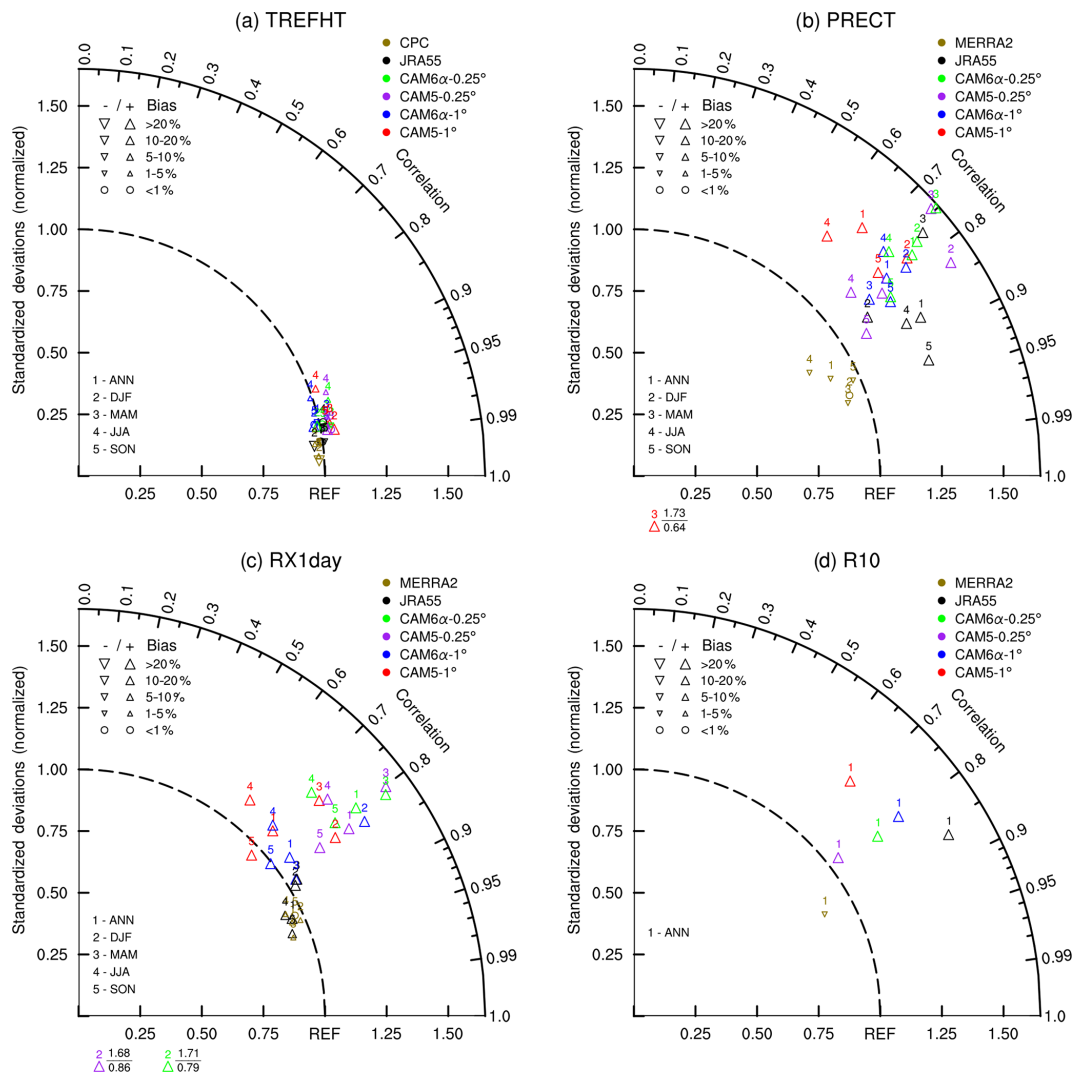 (a) TREFHT
CPC
JRA55
CAM6α-0.25°
CAM5-0.25°
CAM6α-1°
CAM5-1°
- / + Bias
>20%
10-20%
5-10%
1-5%
<1%
0.0 0.1 0.2 0.3 0.4 0.5 0.6 0.7 0.8 0.9 0.95 0.99 1.0
Correlation
Standardized deviations (normalized)
1.50
1.25
1.00
0.75
0.50
0.25
1 - ANN
2 - DJF
3 - MAM
4 - JJA
5 - SON
0.25 0.50 0.75 REF 1.25 1.50
(b) PRECT
MERRA2
JRA55
CAM6α-0.25°
CAM5-0.25°
CAM6α-1°
CAM5-1°
- / + Bias
>20%
10-20%
5-10%
1-5%
<1%
0.0 0.1 0.2 0.3 0.4 0.5 0.6 0.7 0.8 0.9 0.95 0.99 1.0
Correlation
Standardized deviations (normalized)
1.50
1.25
1.00
0.75
0.50
0.25
1 - ANN
2 - DJF
3 - MAM
4 - JJA
5 - SON
0.25 0.50 0.75 REF 1.25 1.50
3 1.73
0.64
(c) RX1day
MERRA2
JRA55
CAM6α-0.25°
CAM5-0.25°
CAM6α-1°
CAM5-1°
- / + Bias
>20%
10-20%
5-10%
1-5%
<1%
0.0 0.1 0.2 0.3 0.4 0.5 0.6 0.7 0.8 0.9 0.95 0.99 1.0
Correlation
Standardized deviations (normalized)
1.50
1.25
1.00
0.75
0.50
0.25
1 - ANN
2 - DJF
3 - MAM
4 - JJA
5 - SON
0.25 0.50 0.75 REF 1.25 1.50
2 1.68 2 1.71
0.86 0.79
(d) R10
MERRA2
JRA55
CAM6α-0.25°
CAM5-0.25°
CAM6α-1°
CAM5-1°
- / + Bias
>20%
10-20%
5-10%
1-5%
<1%
0.0 0.1 0.2 0.3 0.4 0.5 0.6 0.7 0.8 0.9 0.95 0.99 1.0
Correlation
Standardized deviations (normalized)
1.50
1.25
1.00
0.75
0.50
0.25
1
1
1
1
1
1
1 - ANN
0.25 0.50 0.75 REF 1.25 1.50